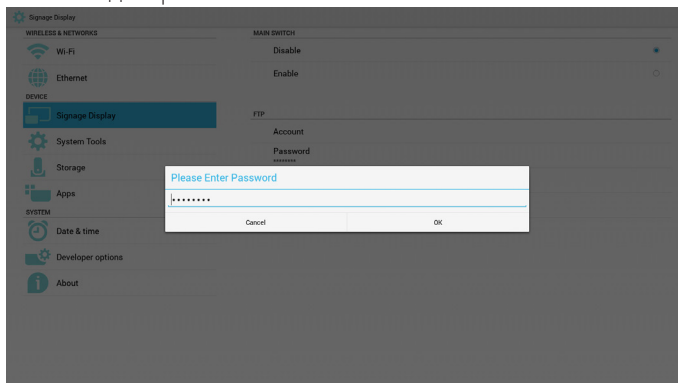 Signage Display
WIRELESS & NETWORKS
Wi-Fi
Ethernet
DEVICE
Signage Display
System Tools
Storage
Apps
SYSTEM
Date & time
Developer options
About
MAIN SWITCH
Disable
Enable
FTP
Account
Password
********
Please Enter Password
••••••••
Cancel
OK